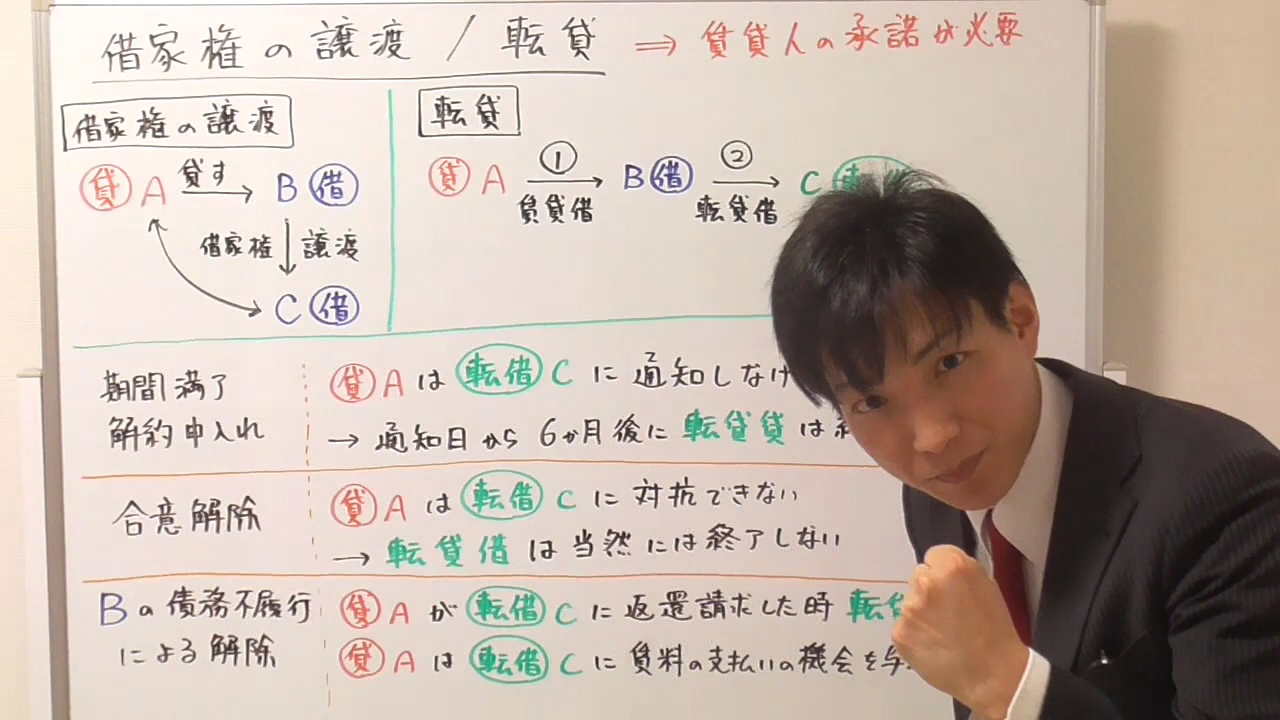 借家権の譲渡 / 転貸 ⇒ 賃貸人の承諾が必要
借家権の譲渡
貸 A 貸す B 借
借家権 譲渡
C 借
転貸
貸 A ① B 借 ② C
賃貸借 転貸借
期間満了
解約申入れ
貸 A は 転借 C に 通知しなけ
→ 通知日から 6か月後に 転貸貸 は
合意解除
貸 A は 転借 C に 対抗できない
→ 転貸借 は 当然には終了しない
Bの債務不履行
による解除
貸 A が 転借 C に 返還請求した時 転
貸 A は 転借 C に 賃料の支払いの機会を与